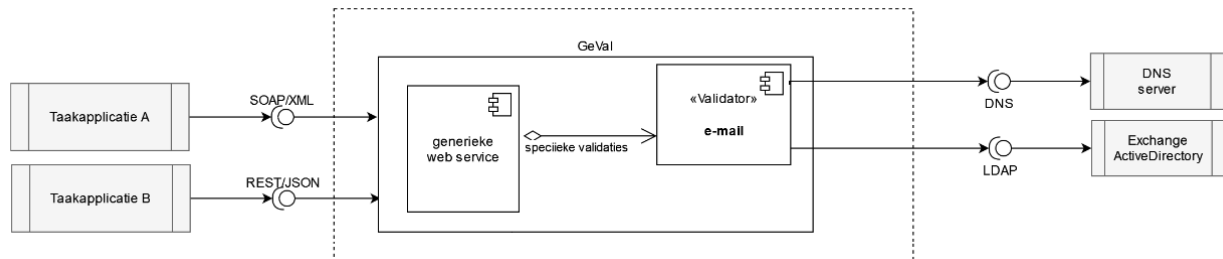 GeVal
Taakapplicatie A
SOAP/XML
generieke
web service
speciieke validaties
«Validator»
e-mail
DNS
DNS
server
Taakapplicatie B
REST/JSON
LDAP
Exchange
ActiveDirectory